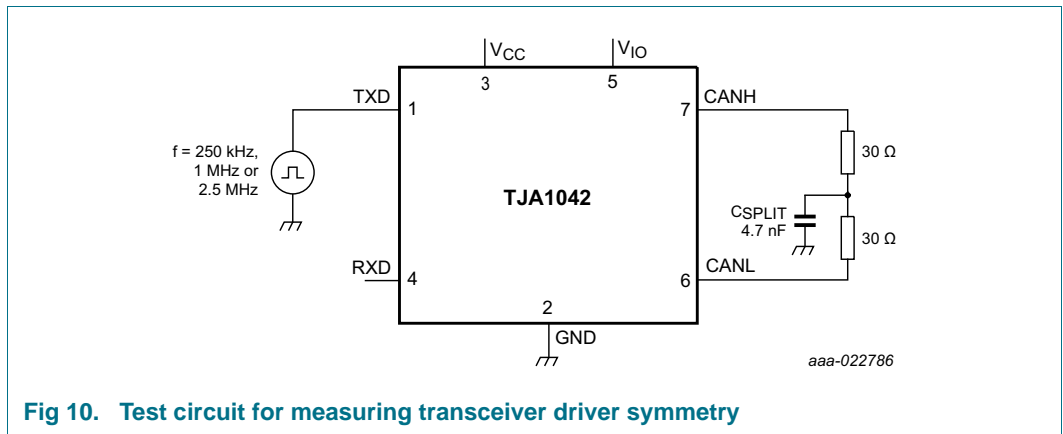 VCC
VIO
3
5
TXD
1
7
CANH
f = 250 kHz,
1 MHz or
2.5 MHz
30 Ω
TJA1042
CSPLIT
4.7 nF
30 Ω
RXD
4
6
CANL
2
GND
aaa-022786
Fig 10. Test circuit for measuring transceiver driver symmetry